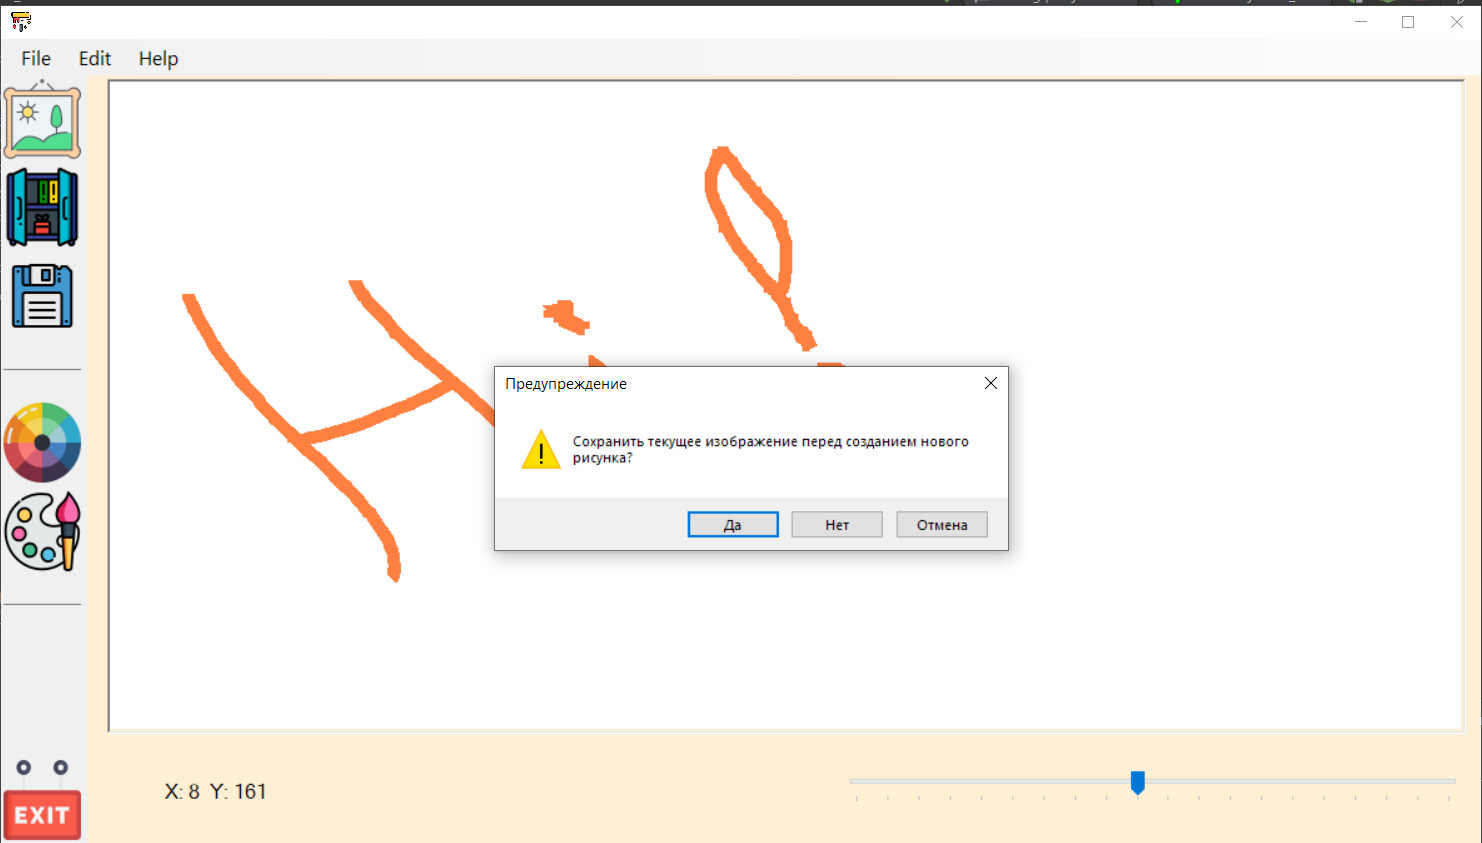 File Edit Help
Предупреждение
Сохранить текущее изображение перед созданием нового
рисунка?
Да Нет Отмена
X: 8 Y: 161
EXIT